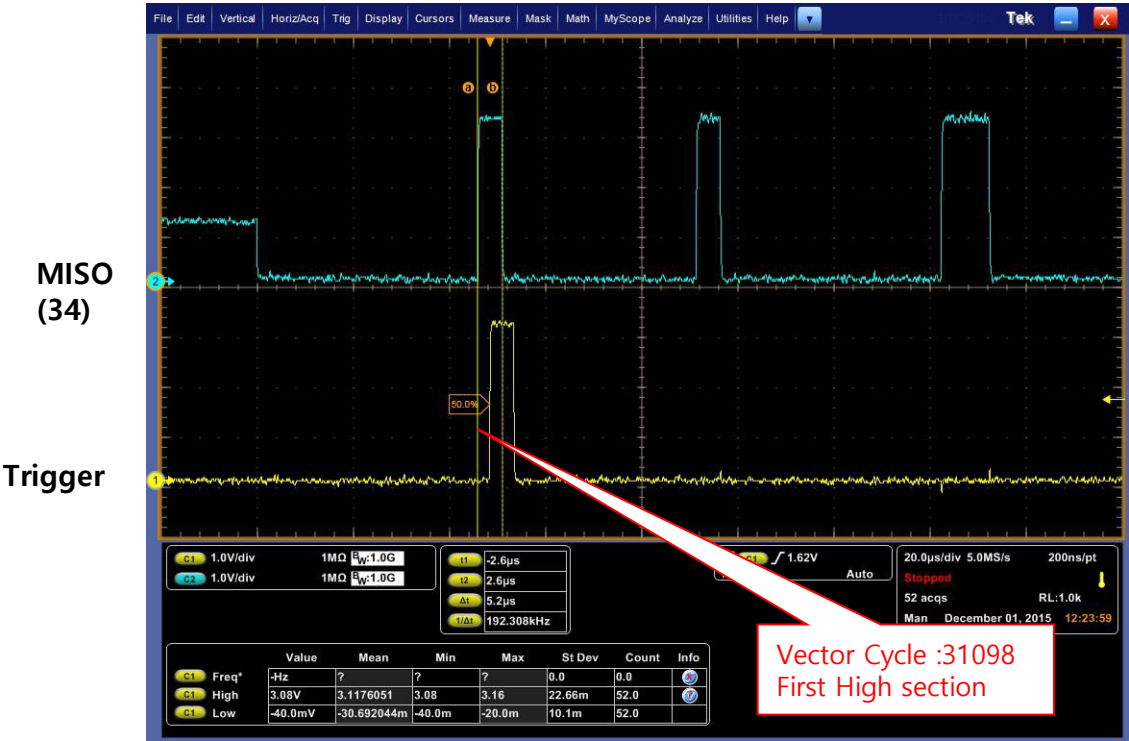 File Edit Vertical Horiz/Acq Trig Display Cursors Measure Mask Math MyScope Analyze Utilities Help Tek X
a b
MISO
(34)
2
50.0%
Trigger
1
C1 1.0V/div 1MΩ BW:1.0G
C2 1.0V/div 1MΩ BW:1.0G
t1 -2.6µs
t2 2.6µs
Δt 5.2µs
1/Δt 192.308kHz
C1 1.62V
Auto
20.0µs/div 5.0MS/s 200ns/pt
Stopped
52 acqs RL:1.0k
Man December 01, 2015 12:23:59
Value Mean Min Max St Dev Count Info
C1 Freq* -Hz ? ? ? 0.0 0.0
C1 High 3.08V 3.1176051 3.08 3.16 22.66m 52.0
C1 Low -40.0mV -30.692044m -40.0m -20.0m 10.1m 52.0
Vector Cycle :31098
First High section